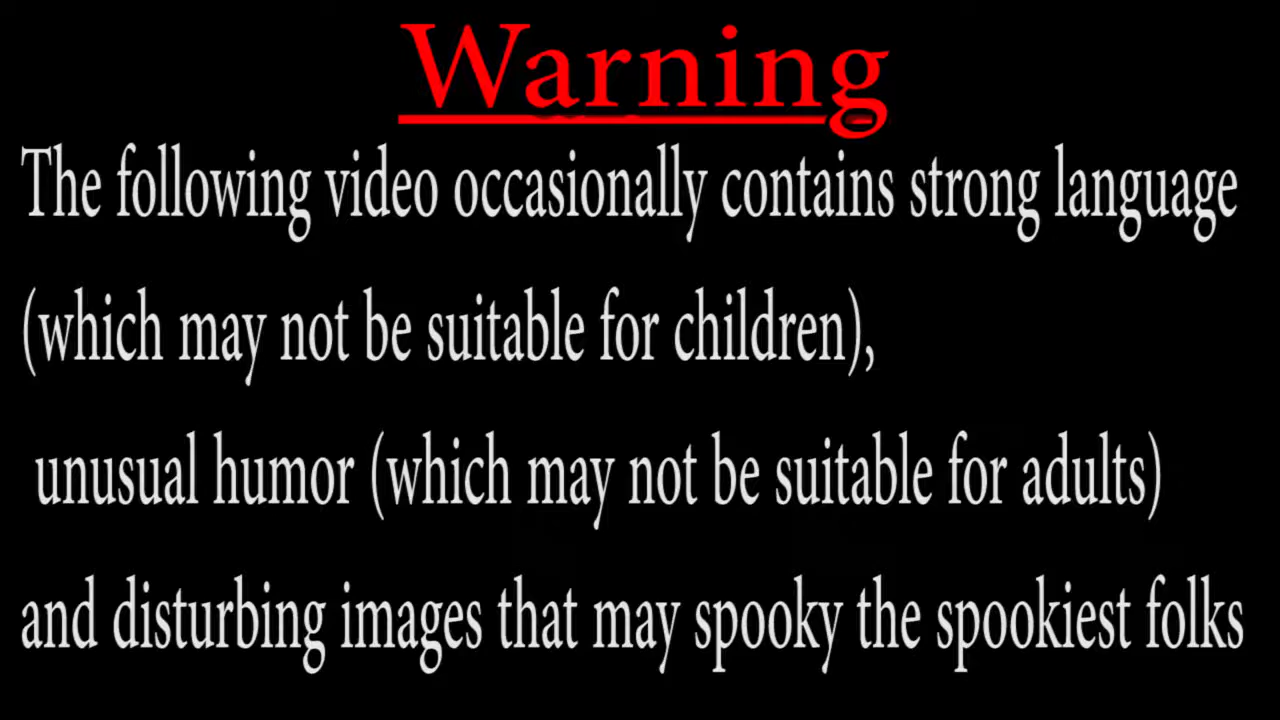 Warning
The following video occasionally contains strong language
(which may not be suitable for children),
unusual humor (which may not be suitable for adults)
and disturbing images that may spooky the spookiest folks